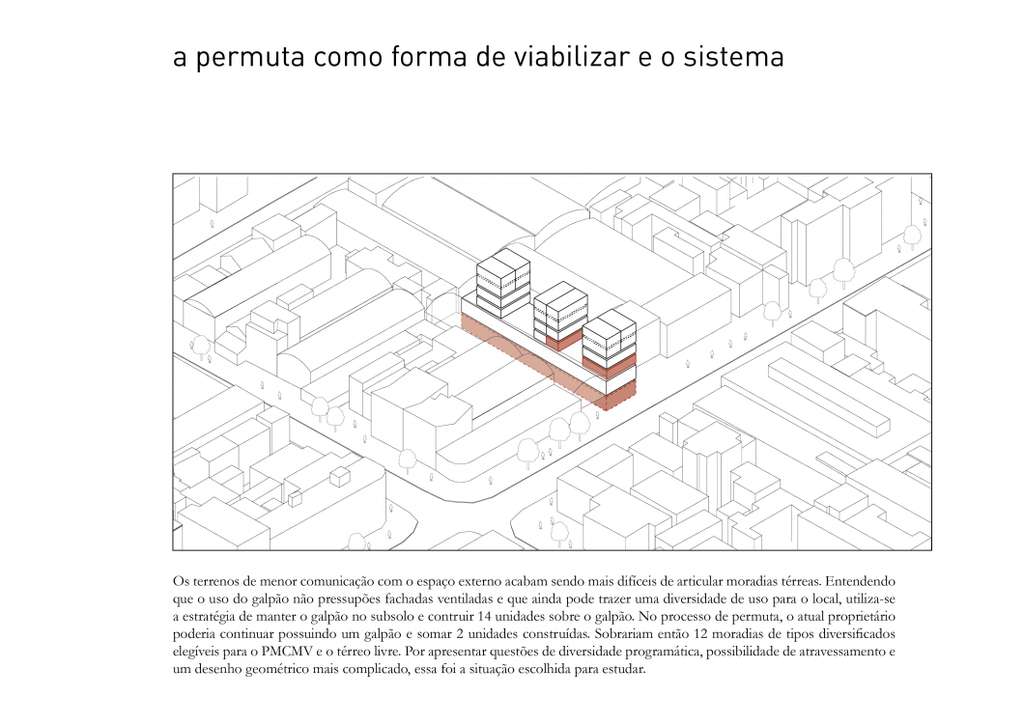 a permuta como forma de viabilizar e o sistema
Os terrenos de menor comunicação com o espaço externo acabam sendo mais difíceis de articular moradias térreas. Entendendo
que o uso do galpão não pressupões fachadas ventiladas e que ainda pode trazer uma diversidade de uso para o local, utiliza-se
a estratégia de manter o galpão no subsolo e contruir 14 unidades sobre o galpão. No processo de permuta, o atual proprietário
poderia continuar possuindo um galpão e somar 2 unidades construídas. Sobrariam então 12 moradias de tipos diversificados
elegíveis para o PMCMV e o térreo livre. Por apresentar questões de diversidade programática, possibilidade de atravessamento e
um desenho geométrico mais complicado, essa foi a situação escolhida para estudar.